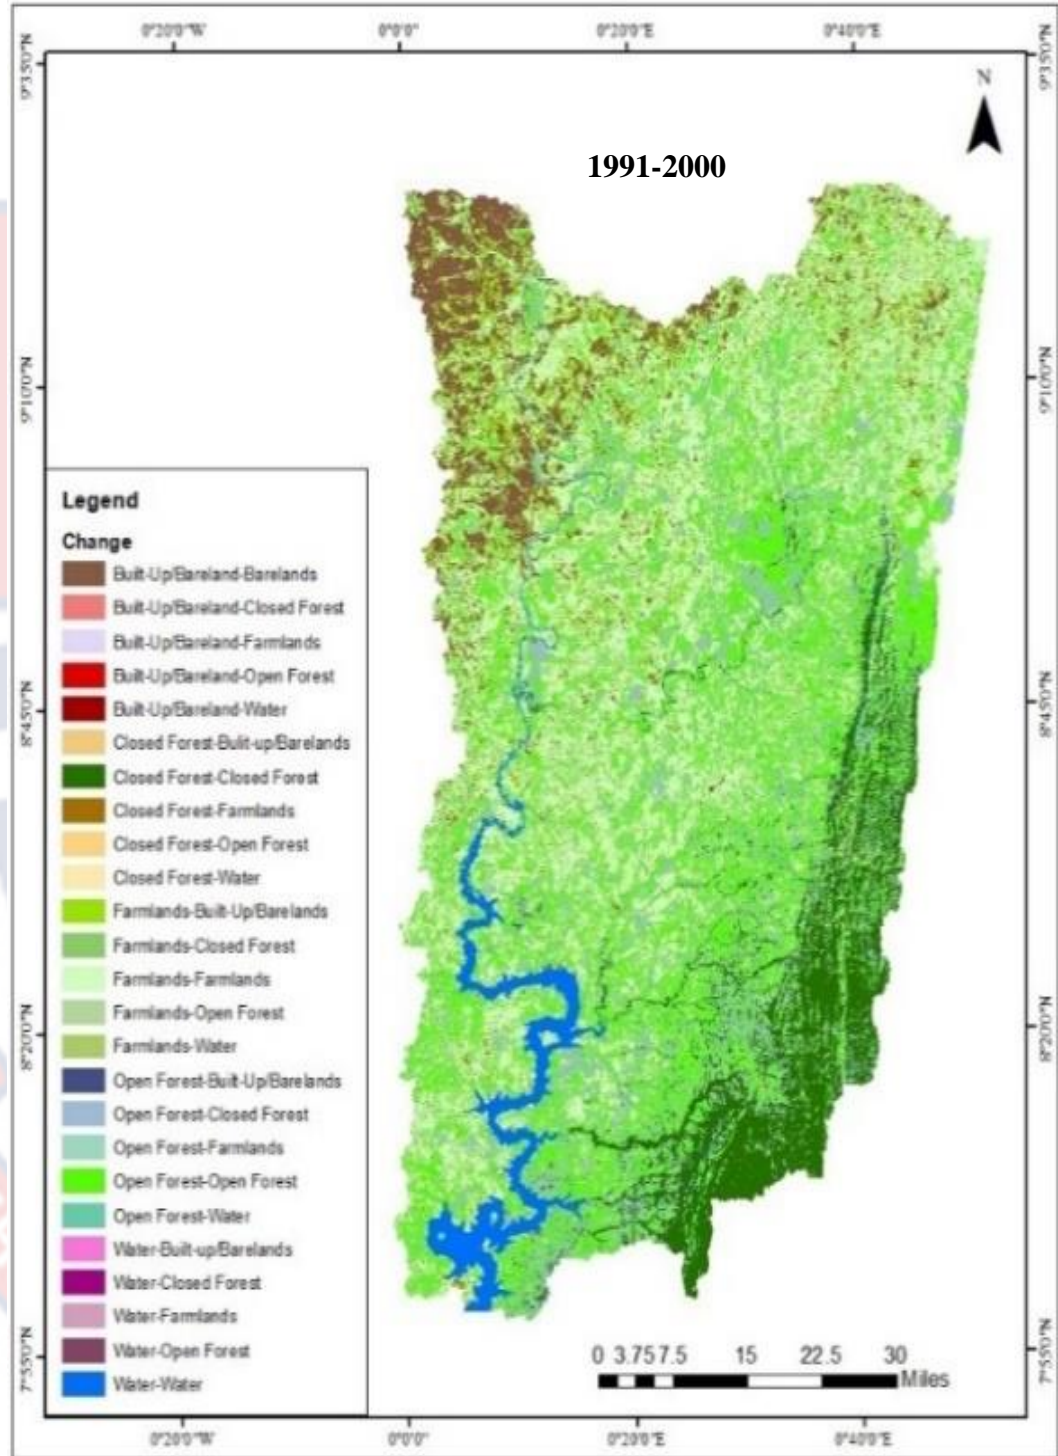 0°20'0"W 0°0'0" 0°20'0"E 0°40'0"E
9°35'0"N 9°35'0"N
N
1991-2000
9°10'0"N 9°10'0"N
Legend
Change
Built-Up/Bareland-Barelands
Built-Up/Bareland-Closed Forest
Built-Up/Bareland-Farmlands
Built-Up/Bareland-Open Forest
Built-Up/Bareland-Water
8°45'0"N 8°45'0"N
Closed Forest-Bulit-up/Barelands
Closed Forest-Closed Forest
Closed Forest-Farmlands
Closed Forest-Open Forest
Closed Forest-Water
Farmlands-Built-Up/Barelands
Farmlands-Closed Forest
Farmlands-Farmlands
Farmlands-Open Forest
Farmlands-Water
8°20'0"N 8°20'0"N
Open Forest-Built-Up/Barelands
Open Forest-Closed Forest
Open Forest-Farmlands
Open Forest-Open Forest
Open Forest-Water
Water-Built-up/Barelands
Water-Closed Forest
Water-Farmlands
Water-Open Forest
Water-Water
7°55'0"N 7°55'0"N
0 3.75 7.5 15 22.5 30
Miles
0°20'0"W 0°0'0" 0°20'0"E 0°40'0"E